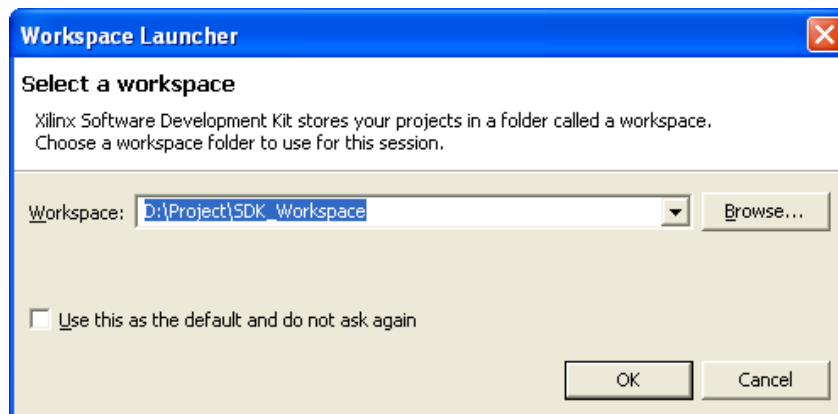 Workspace Launcher
Select a workspace
Xilinx Software Development Kit stores your projects in a folder called a workspace.
Choose a workspace folder to use for this session.
Workspace: D:\Project\SDK_Workspace Browse...
Use this as the default and do not ask again
OK Cancel